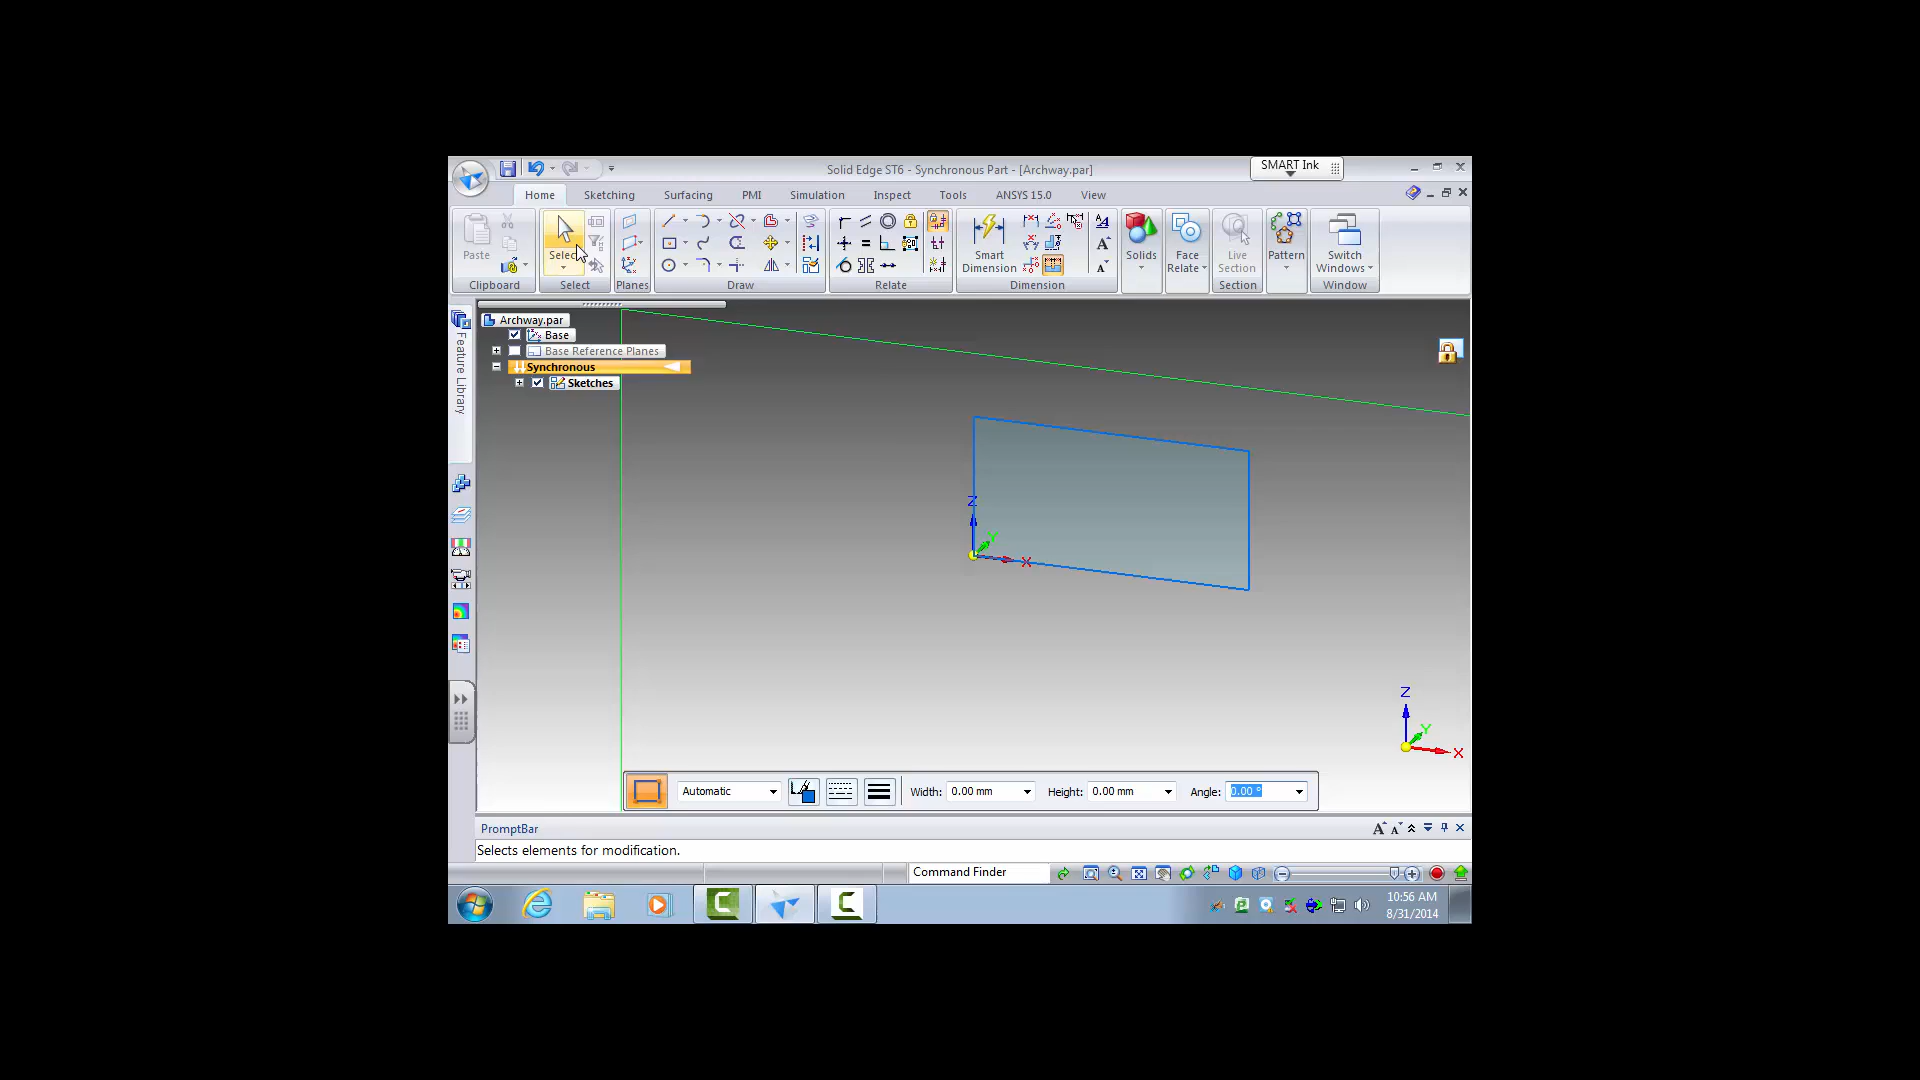 Solid Edge ST6 - Synchronous Part - [Archway.par]
SMART Ink
Home Sketching Surfacing PMI Simulation Inspect Tools ANSYS 15.0 View
Paste
Select
Smart
Dimension
Solids
Face
Relate
Live
Section
Pattern
Switch
Windows
Clipboard Select Planes Draw Relate Dimension Section Window
Feature Library
Archway.par
Base
Base Reference Planes
Synchronous
Sketches
Z
Y
X
Z
Y
X
Automatic Width: 0.00 mm Height: 0.00 mm Angle: 0.00 °
PromptBar
Selects elements for modification.
Command Finder
10:56 AM
8/31/2014